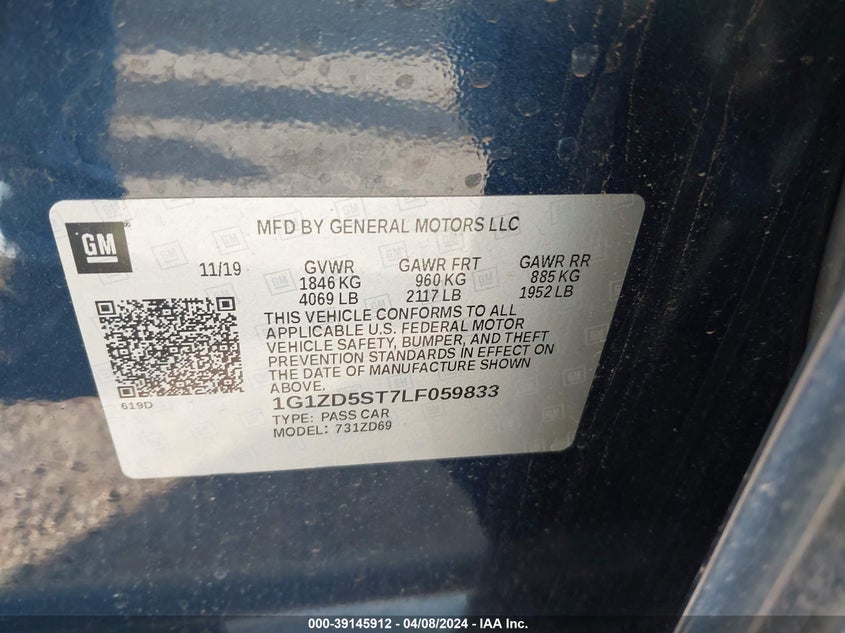 GM
MFD BY GENERAL MOTORS LLC
11/19 GVWR GAWR FRT GAWR RR
1846 KG 960 KG 885 KG
4069 LB 2117 LB 1952 LB
THIS VEHICLE CONFORMS TO ALL
APPLICABLE U.S. FEDERAL MOTOR
VEHICLE SAFETY, BUMPER, AND THEFT
PREVENTION STANDARDS IN EFFECT ON
THE DATE OF MANUFACTURE SHOWN
ABOVE.
619D
1G1ZD5ST7LF059833
TYPE: PASS CAR
MODEL: 731ZD69
000-39145912 - 04/08/2024 - IAA Inc.